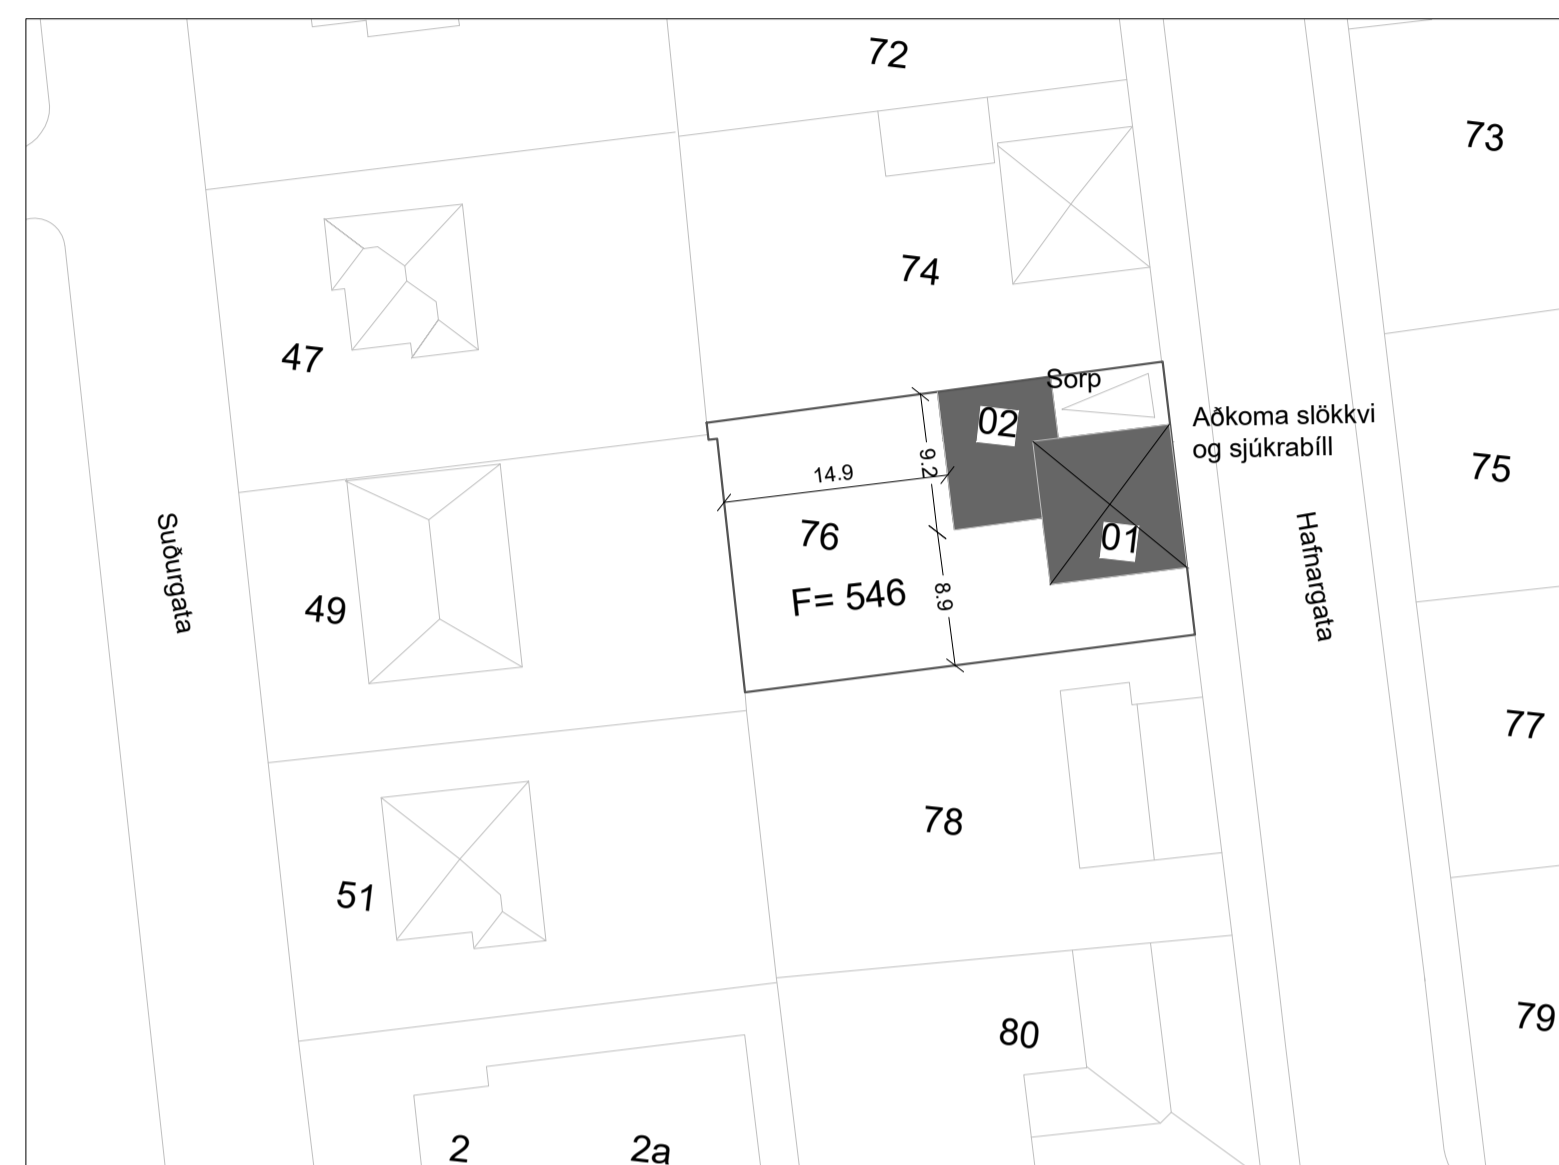 72
73
74
47
Sorp
Aðkoma slökkvi
og sjúkrabíll
02
9.2
14.9
75
76
01
Suðurgata
Hafnargata
F= 546
8.9
49
77
78
51
79
80
2
2a